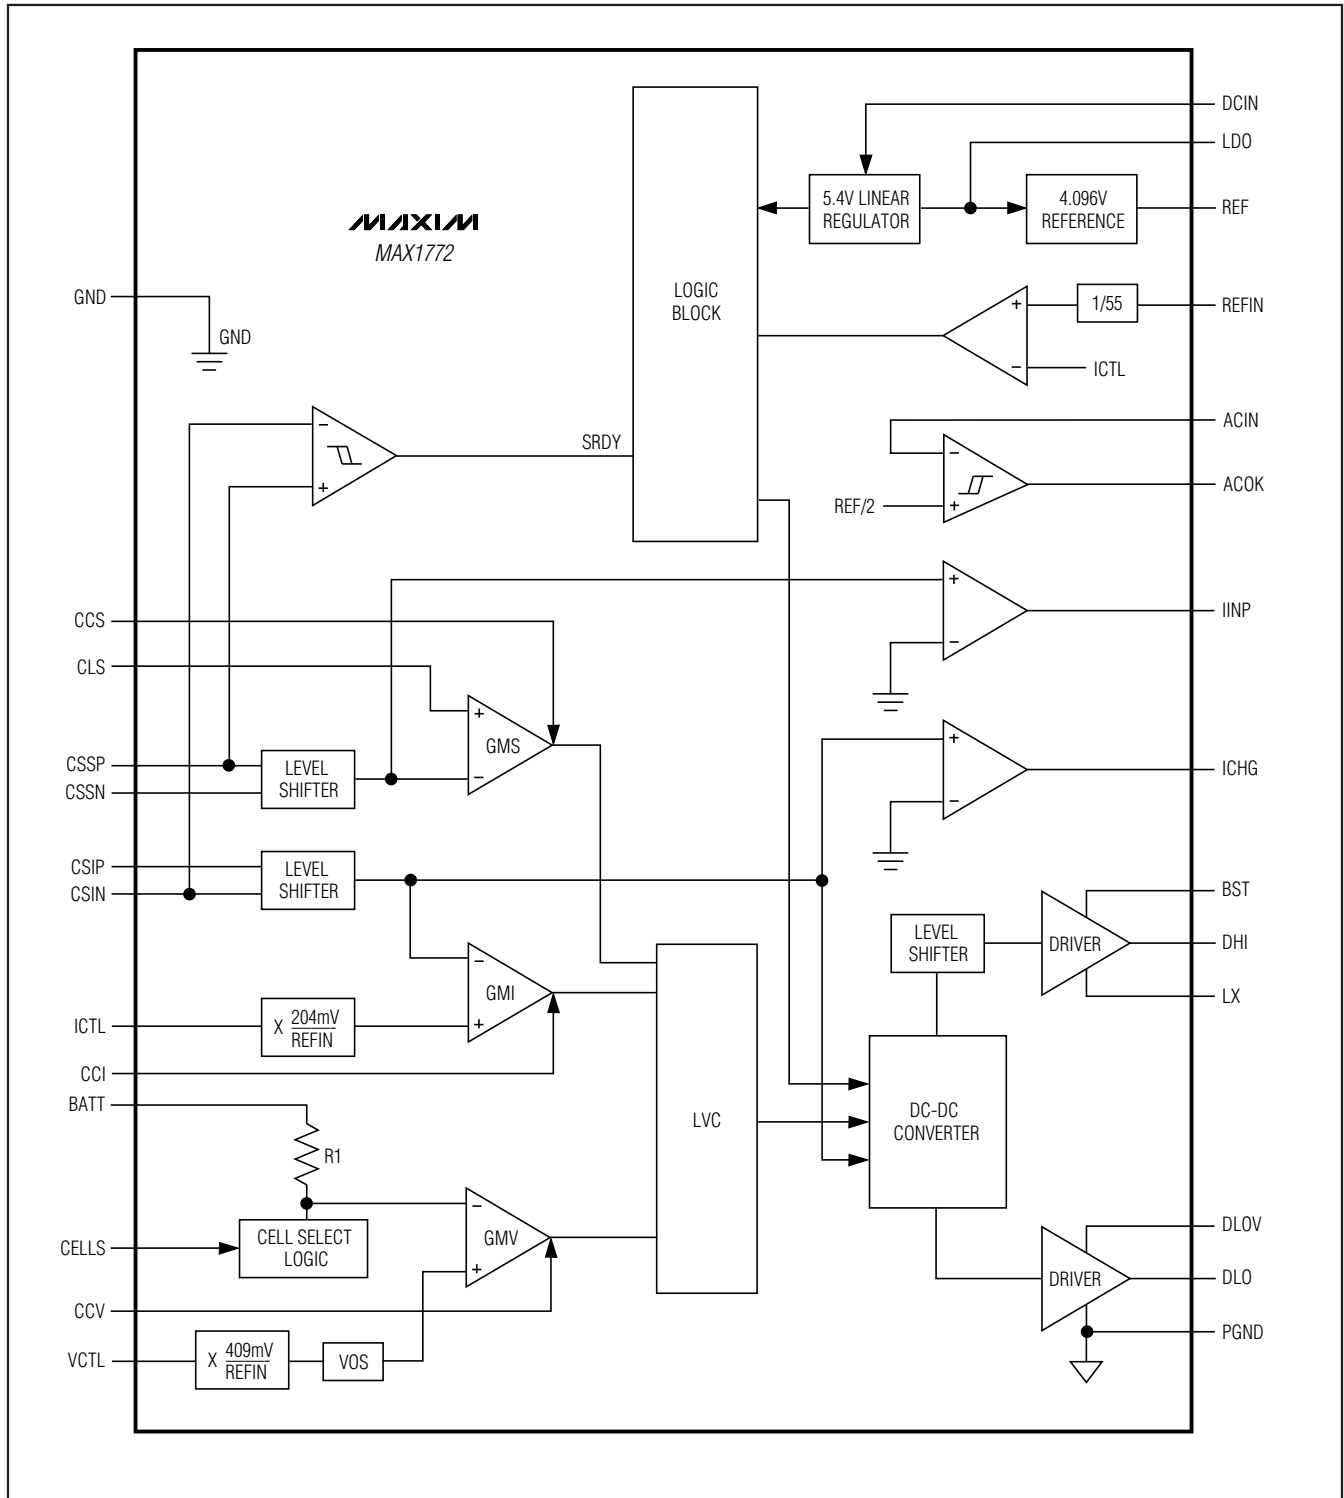 DCIN
LDO
5.4V LINEAR
REGULATOR
4.096V
REFERENCE
REF
MAXIM
MAX1772
LOGIC
BLOCK
GND
GND
+
1/55
REFIN
−
ICTL
−
+
SRDY
ACIN
−
ACOK
REF/2
+
+
−
IINP
CCS
CLS
+
GMS
−
CSSP
CSSN
LEVEL
SHIFTER
+
−
ICHG
CSIP
CSIN
LEVEL
SHIFTER
BST
LEVEL
SHIFTER
DRIVER
DHI
LX
−
GMI
+
ICTL
X 204mV
REFIN
CCI
BATT
R1
LVC
DC-DC
CONVERTER
−
GMV
+
CELLS
CELL SELECT
LOGIC
DLOV
DRIVER
DLO
PGND
CCV
VCTL
X 409mV
REFIN
VOS